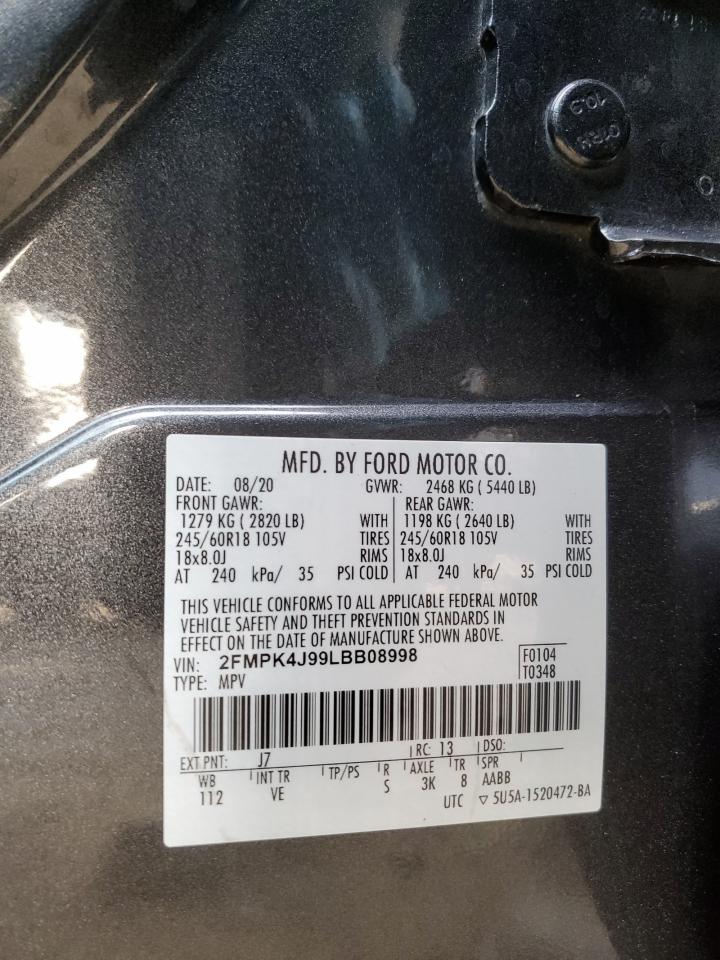 10.9
MFD. BY FORD MOTOR CO.
DATE: 08/20 GVWR: 2468 KG ( 5440 LB)
FRONT GAWR: REAR GAWR:
1279 KG ( 2820 LB) WITH 1198 KG ( 2640 LB) WITH
245/60R18 105V TIRES 245/60R18 105V TIRES
18x8.0J RIMS 18x8.0J RIMS
AT 240 kPa/ 35 PSI COLD AT 240 kPa/ 35 PSI COLD
THIS VEHICLE CONFORMS TO ALL APPLICABLE FEDERAL MOTOR
VEHICLE SAFETY AND THEFT PREVENTION STANDARDS IN
EFFECT ON THE DATE OF MANUFACTURE SHOWN ABOVE.
VIN: 2FMPK4J99LBB08998 F0104
TYPE: MPV T0348
EXT PNT: J7 RC: 13 DSO:
WB INT TR TP/PS R AXLE TR SPR
112 VE S 3K 8 AABB
UTC ▽ 5U5A-1520472-BA